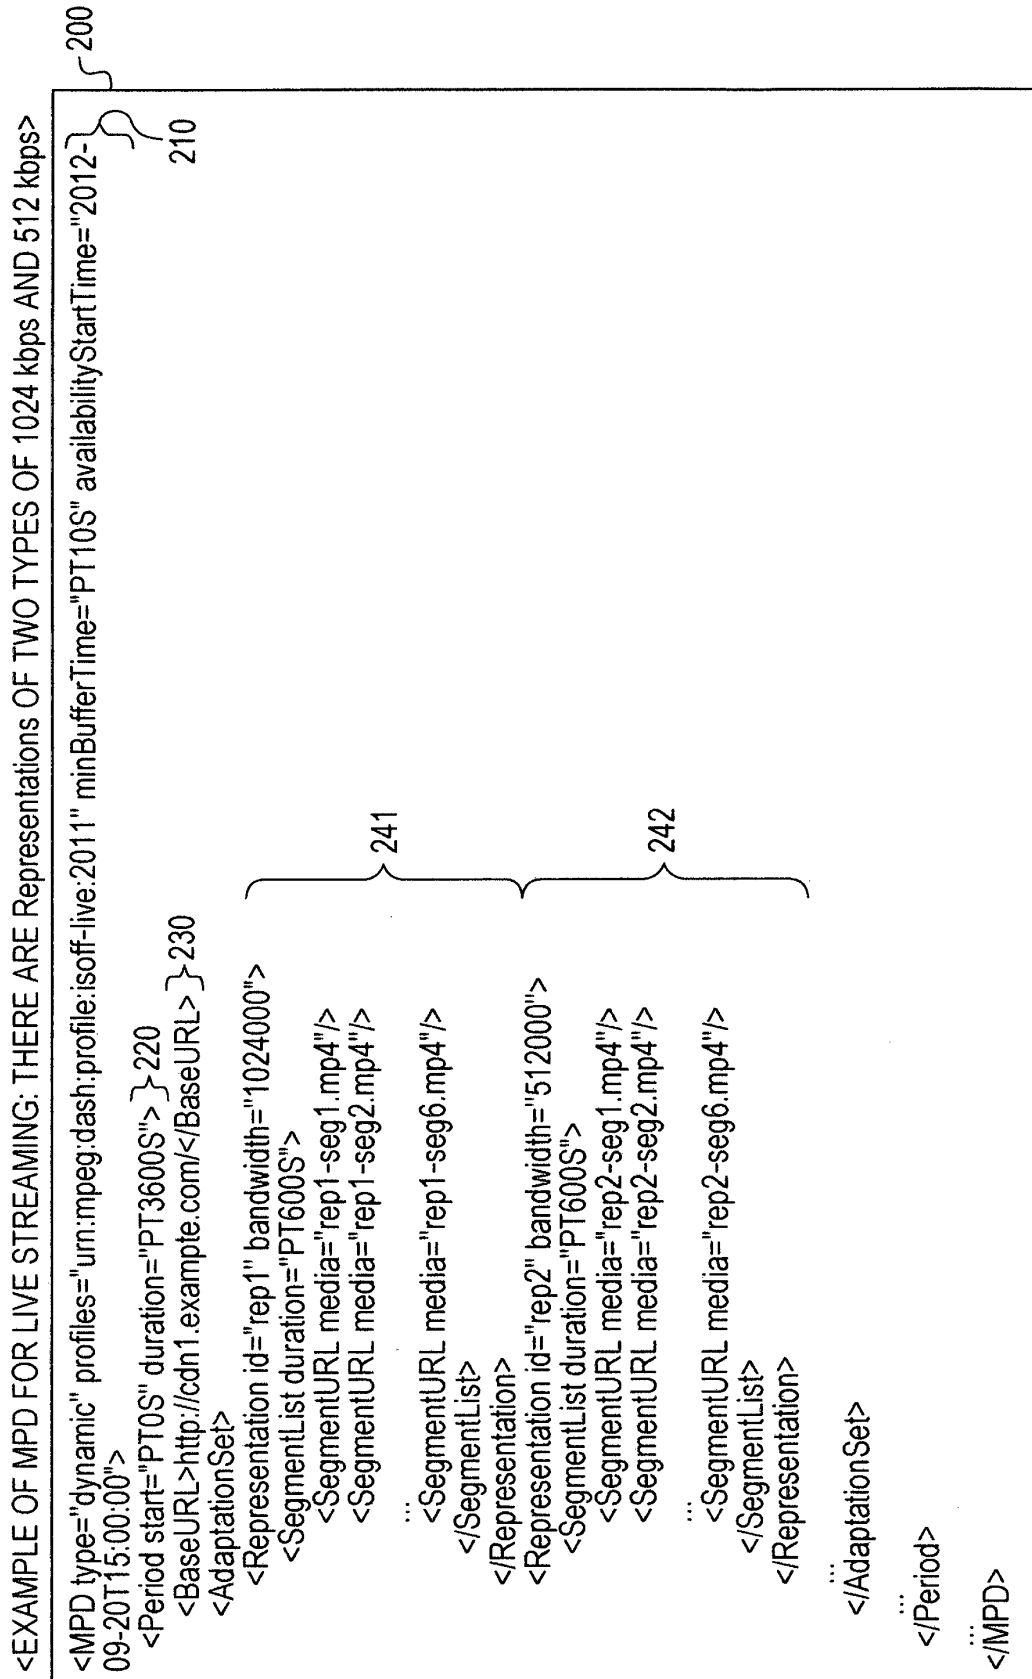 <EXAMPLE OF MPD FOR LIVE STREAMING: THERE ARE Representations OF TWO TYPES OF 1024 kbps AND 512 kbps>
200
<MPD type="dynamic" profiles="urn:mpeg:dash:profile:isoff-live:2011" minBufferTime="PT10S" availabilityStartTime="2012-
09-20T15:00:00">
210
<Period start="PT0S" duration="PT3600S"> 220
<BaseURL>http://cdn1.exampte.com/</BaseURL> 230
<AdaptationSet>
<Representation id="rep1" bandwidth="1024000">
<SegmentList duration="PT600S">
<SegmentURL media="rep1-seg1.mp4"/>
<SegmentURL media="rep1-seg2.mp4"/>
241
...
<SegmentURL media="rep1-seg6.mp4"/>
</SegmentList>
</Representation>
<Representation id="rep2" bandwidth="512000">
<SegmentList duration="PT600S">
<SegmentURL media="rep2-seg1.mp4"/>
<SegmentURL media="rep2-seg2.mp4"/>
242
...
<SegmentURL media="rep2-seg6.mp4"/>
</SegmentList>
</Representation>
...
</AdaptationSet>
...
</Period>
...
</MPD>